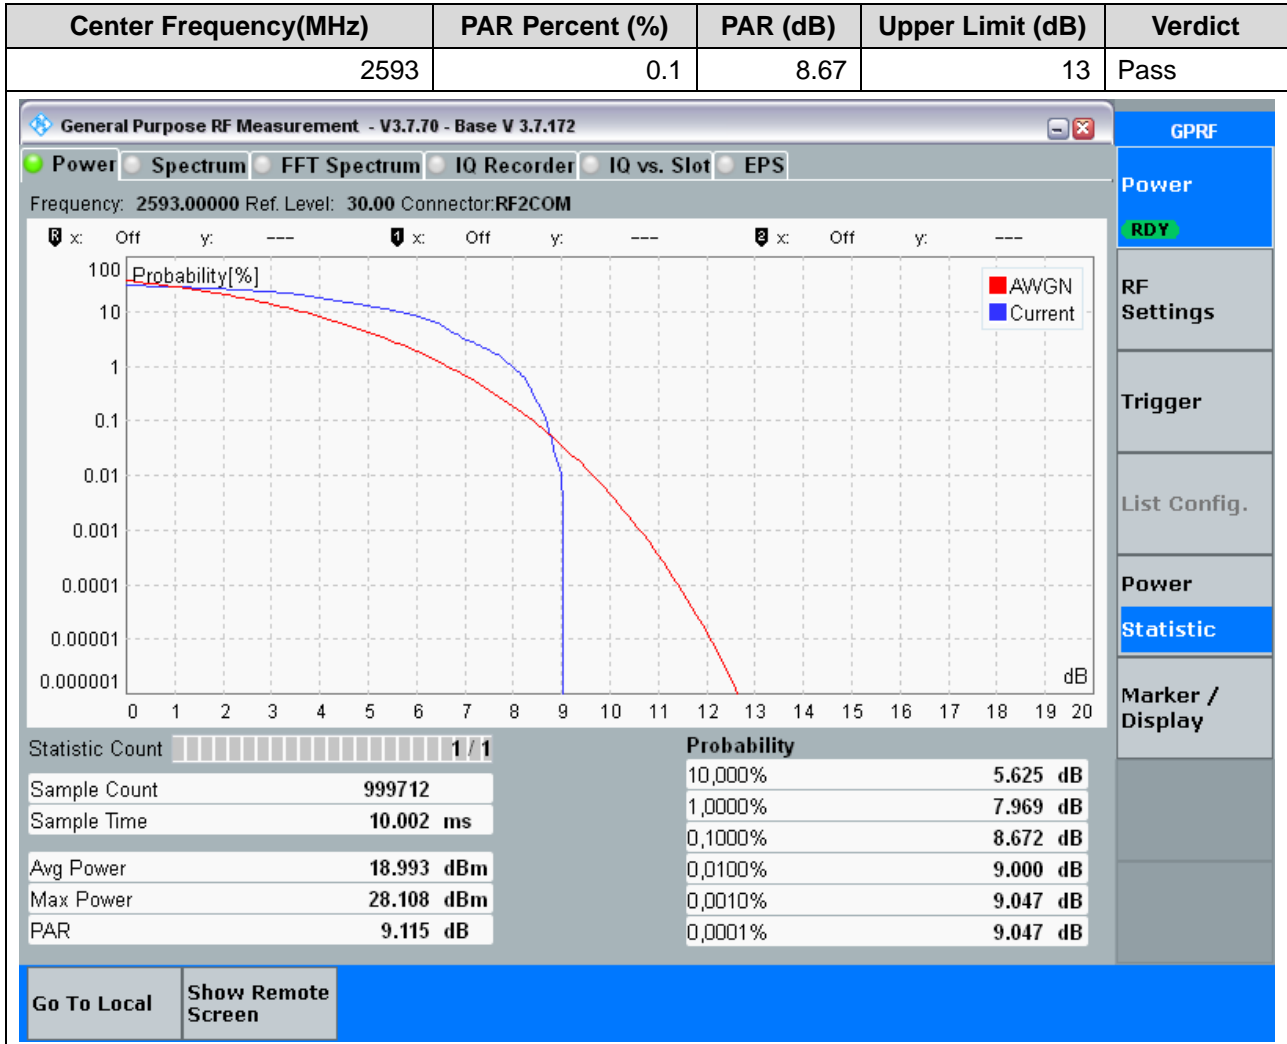 Center Frequency(MHz) PAR Percent (%) PAR (dB) Upper Limit (dB) Verdict
2593 0.1 8.67 13 Pass
General Purpose RF Measurement - V3.7.70 - Base V 3.7.172
GPRF
Power Spectrum FFT Spectrum IQ Recorder IQ vs. Slot EPS
Frequency: 2593.00000 Ref. Level: 30.00 Connector:RF2COM
R x: Off y: --- 1 x: Off y: --- 2 x: Off y: ---
Probability[%]
AWGN
Current
100
10
1
0.1
0.01
0.001
0.0001
0.00001
0.000001
dB
0 1 2 3 4 5 6 7 8 9 10 11 12 13 14 15 16 17 18 19 20
Statistic Count 1 / 1
Sample Count 999712
Sample Time 10.002 ms
Avg Power 18.993 dBm
Max Power 28.108 dBm
PAR 9.115 dB
Probability
10,000% 5.625 dB
1,0000% 7.969 dB
0,1000% 8.672 dB
0,0100% 9.000 dB
0,0010% 9.047 dB
0,0001% 9.047 dB
Power
RDY
RF
Settings
Trigger
List Config.
Power
Statistic
Marker /
Display
Go To Local
Show Remote
Screen